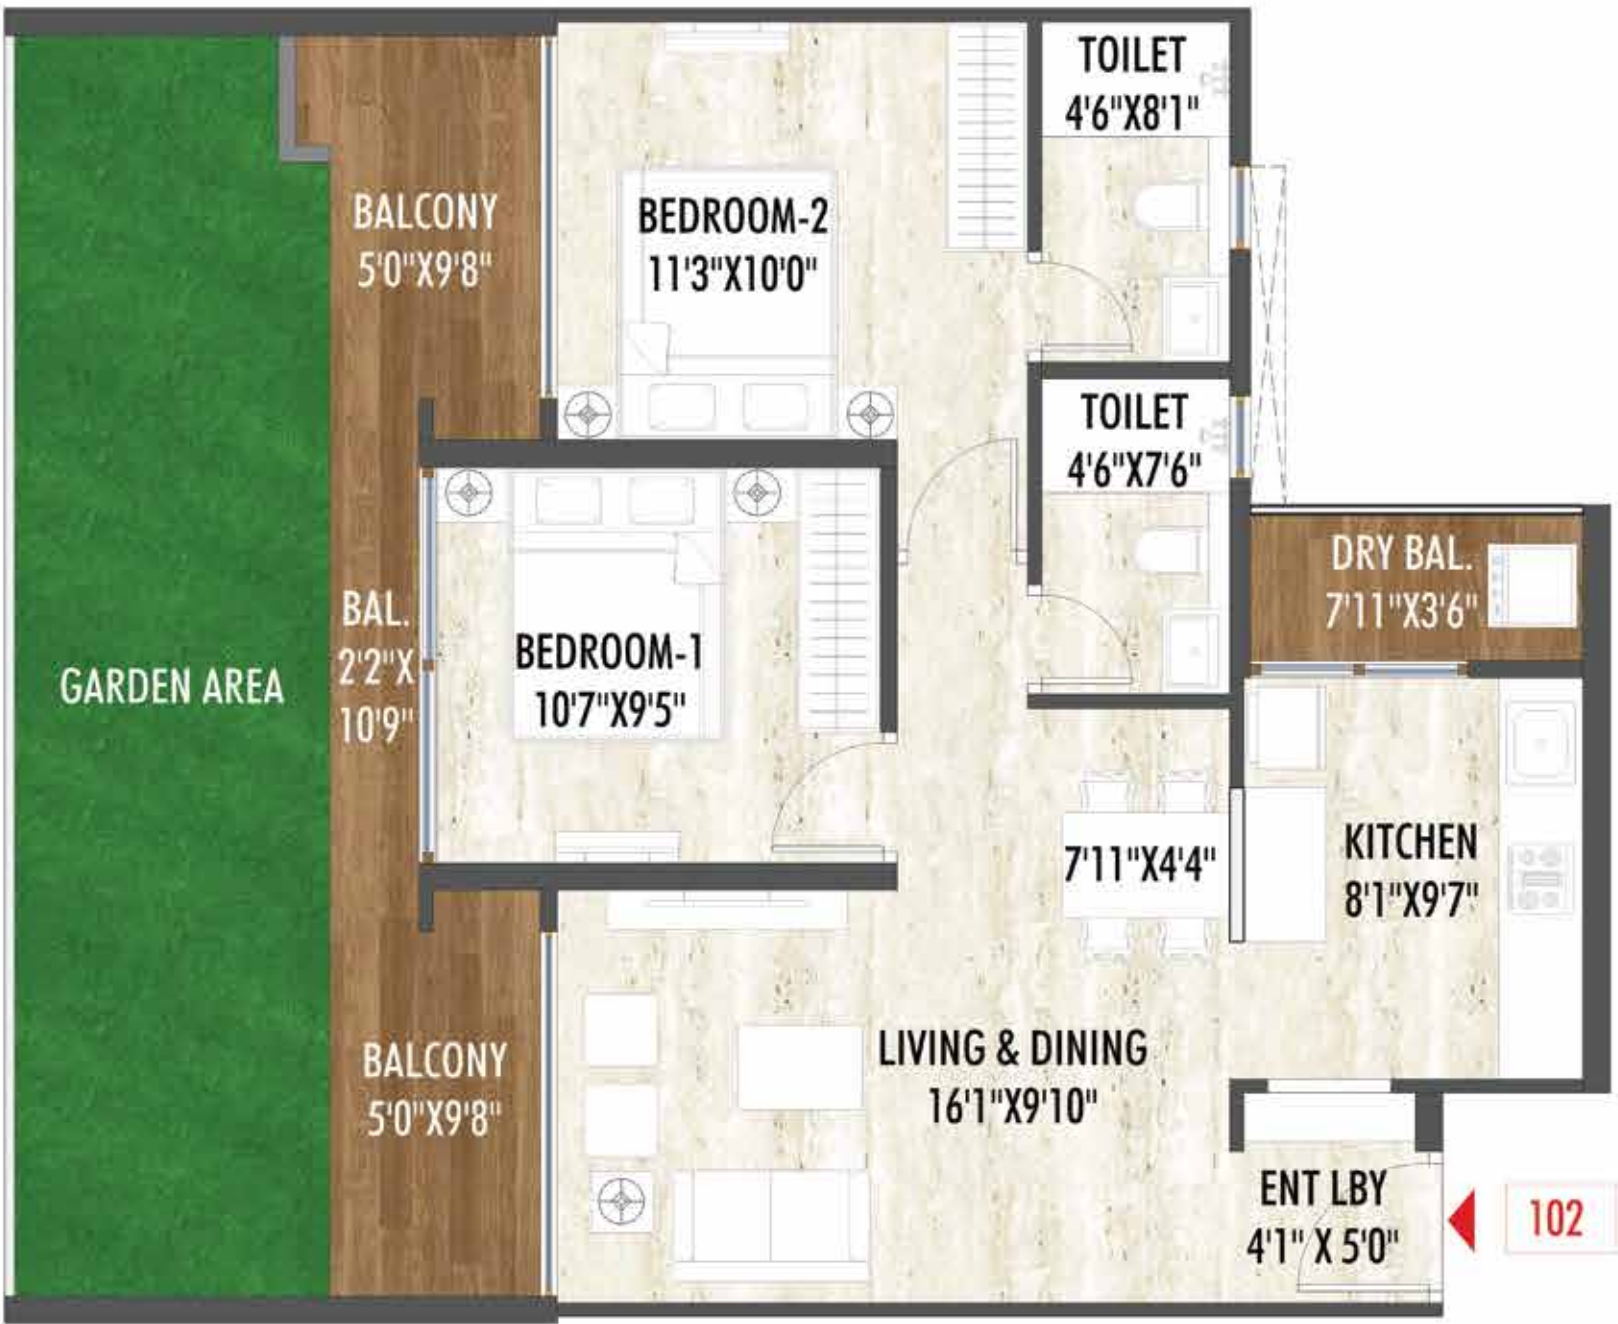 TOILET
4'6"X8'1"
BALCONY
5'0"X9'8"
BEDROOM-2
11'3"X10'0"
TOILET
4'6"X7'6"
DRY BAL.
7'11"X3'6"
BAL.
2'2"X
10'9"
BEDROOM-1
10'7"X9'5"
GARDEN AREA
7'11"X4'4"
KITCHEN
8'1"X9'7"
BALCONY
5'0"X9'8"
LIVING & DINING
16'1"X9'10"
ENT LBY
4'1" X 5'0"
102